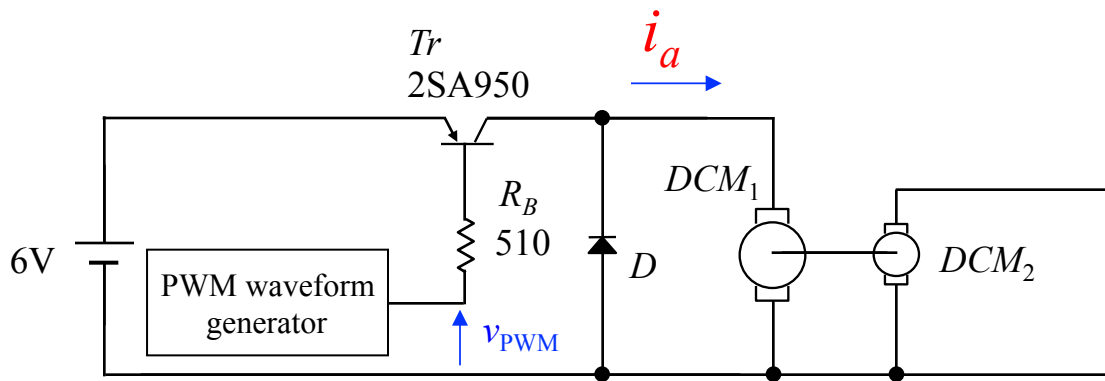 Tr
2SA950
i_a
6V
PWM waveform
generator
R_B
510
v_PWM
D
DCM_1
DCM_2